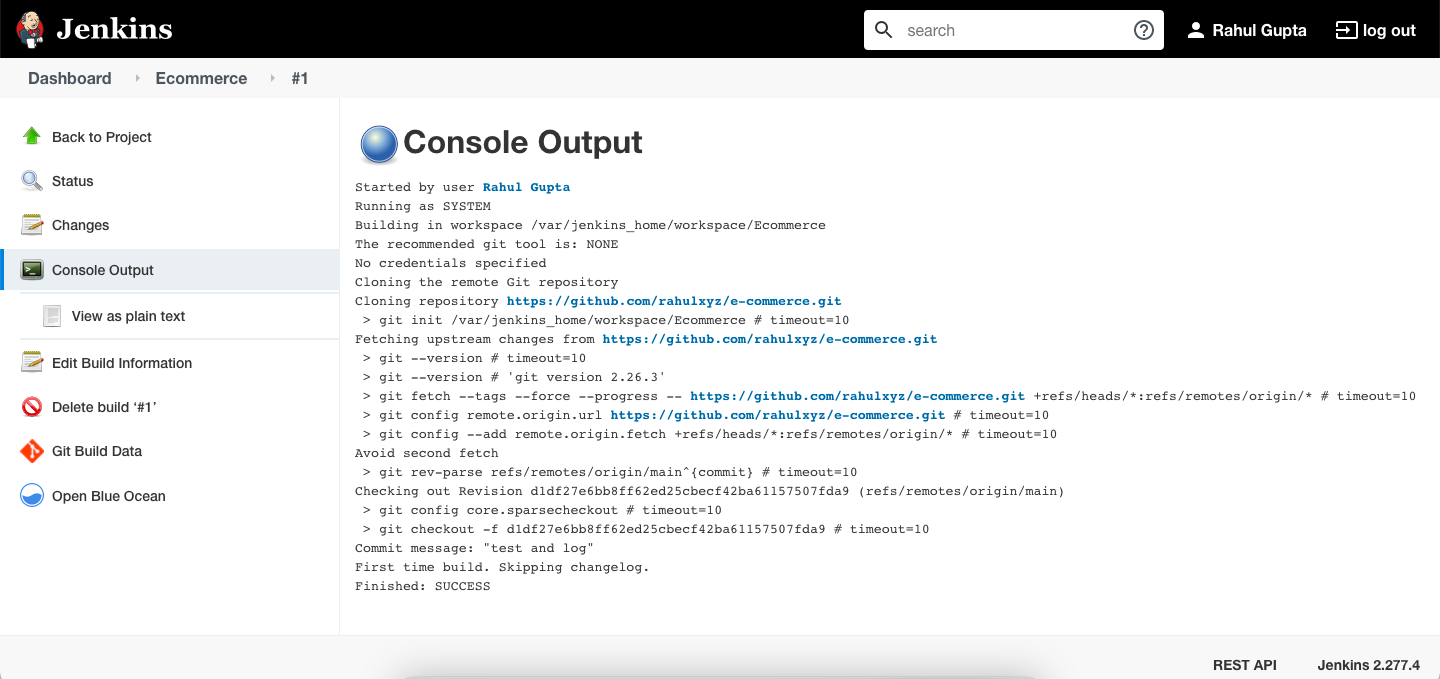 Jenkins
search
Rahul Gupta
log out
Dashboard
Ecommerce
#1
Back to Project
Status
Changes
Console Output
View as plain text
Edit Build Information
Delete build ‘#1’
Git Build Data
Open Blue Ocean
Console Output
Started by user Rahul Gupta
Running as SYSTEM
Building in workspace /var/jenkins_home/workspace/Ecommerce
The recommended git tool is: NONE
No credentials specified
Cloning the remote Git repository
Cloning repository https://github.com/rahulxyz/e-commerce.git
 > git init /var/jenkins_home/workspace/Ecommerce # timeout=10
Fetching upstream changes from https://github.com/rahulxyz/e-commerce.git
 > git --version # timeout=10
 > git --version # 'git version 2.26.3'
 > git fetch --tags --force --progress -- https://github.com/rahulxyz/e-commerce.git +refs/heads/*:refs/remotes/origin/* # timeout=10
 > git config remote.origin.url https://github.com/rahulxyz/e-commerce.git # timeout=10
 > git config --add remote.origin.fetch +refs/heads/*:refs/remotes/origin/* # timeout=10
Avoid second fetch
 > git rev-parse refs/remotes/origin/main^{commit} # timeout=10
Checking out Revision d1df27e6bb8ff62ed25cbecf42ba61157507fda9 (refs/remotes/origin/main)
 > git config core.sparsecheckout # timeout=10
 > git checkout -f d1df27e6bb8ff62ed25cbecf42ba61157507fda9 # timeout=10
Commit message: "test and log"
First time build. Skipping changelog.
Finished: SUCCESS
REST API
Jenkins 2.277.4